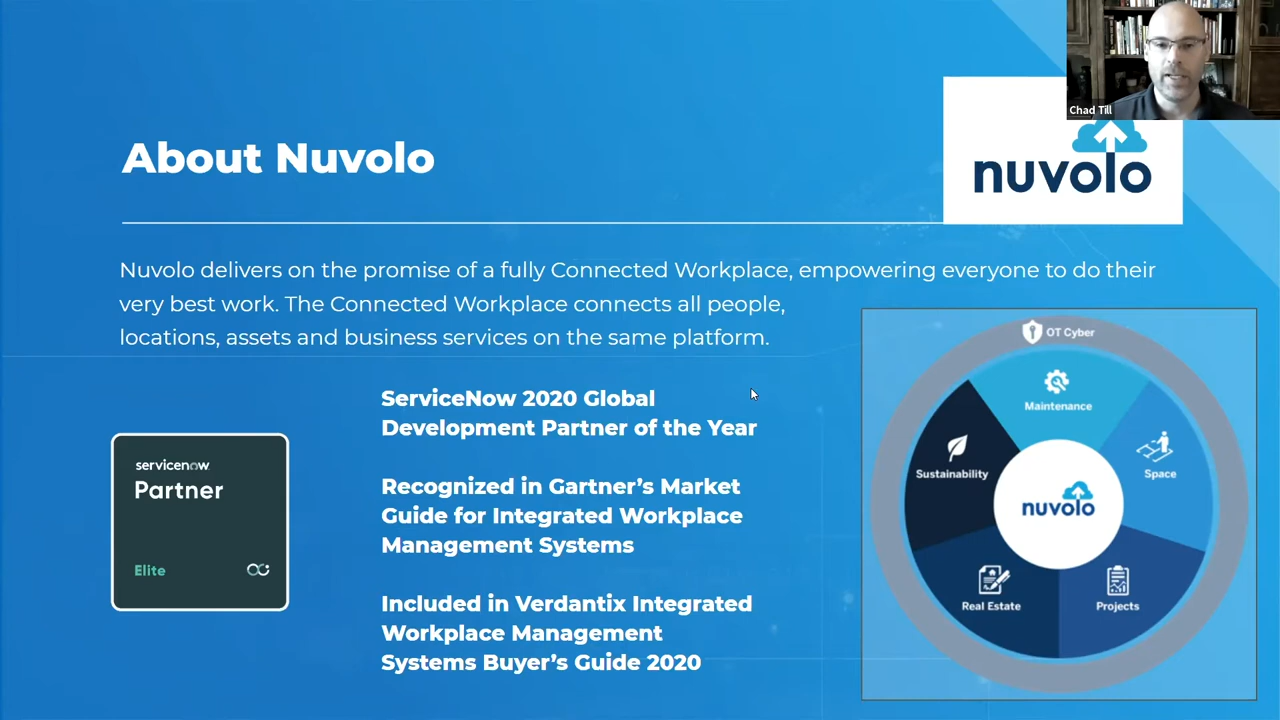 Chad Till
nuvolo
About Nuvolo
Nuvolo delivers on the promise of a fully Connected Workplace, empowering everyone to do their
very best work. The Connected Workplace connects all people,
locations, assets and business services on the same platform.
servicenow
Partner
Elite
ServiceNow 2020 Global
Development Partner of the Year
Recognized in Gartner’s Market
Guide for Integrated Workplace
Management Systems
Included in Verdantix Integrated
Workplace Management
Systems Buyer’s Guide 2020
OT Cyber
Maintenance
Sustainability
Space
nuvolo
Real Estate
Projects